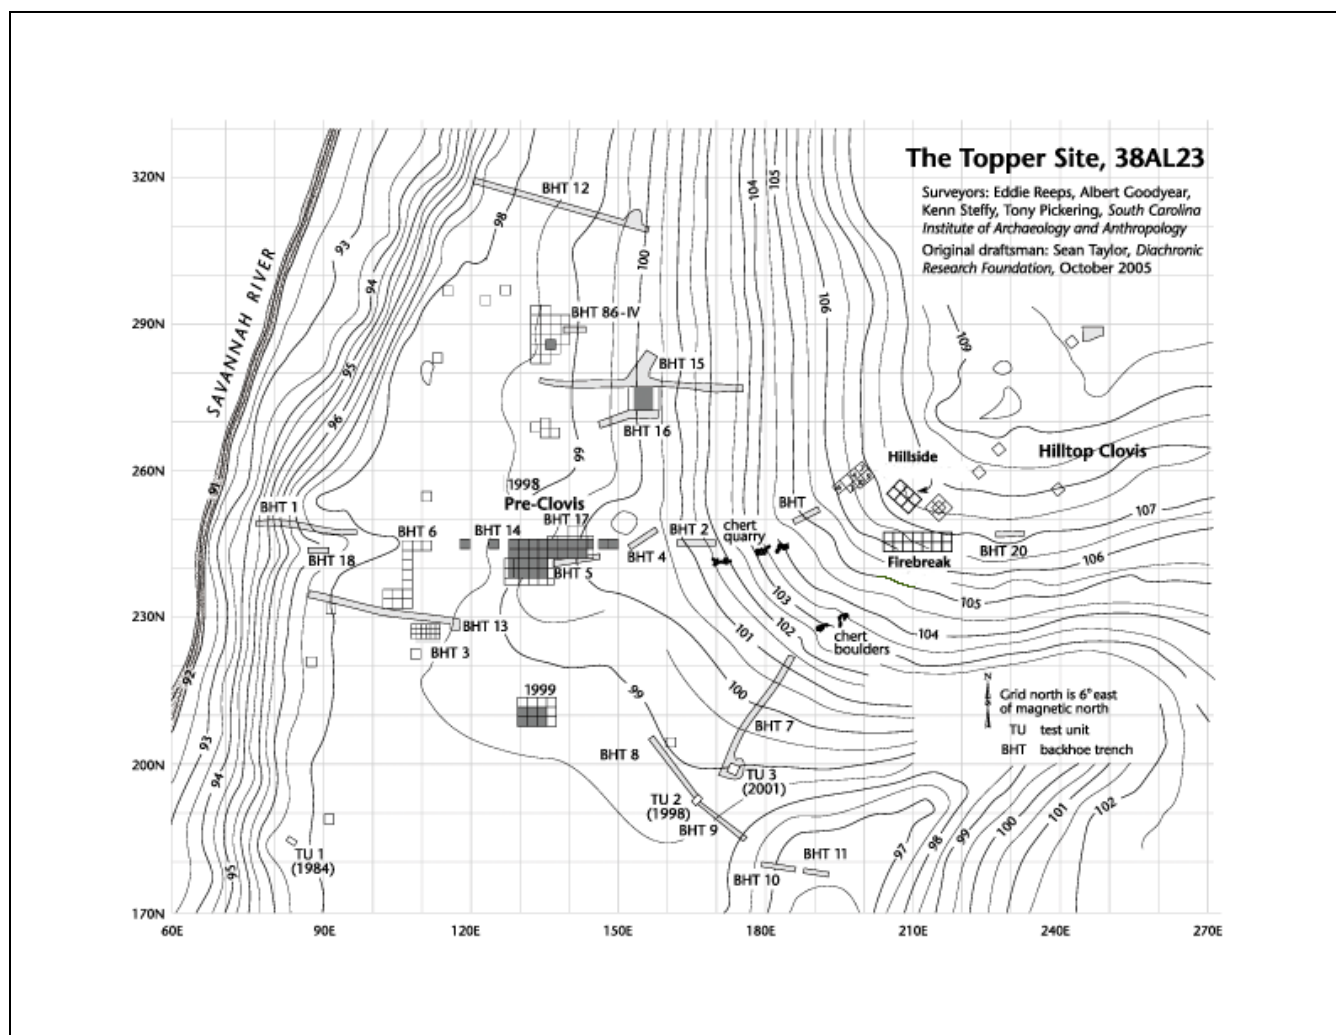 The Topper Site, 38AL23
Surveyors: Eddie Reeps, Albert Goodyear,
Kenn Steffy, Tony Pickering, South Carolina
Institute of Archaeology and Anthropology
Original draftsman: Sean Taylor, Diachronic
Research Foundation, October 2005
320N
290N
260N
230N
200N
170N
60E
90E
120E
150E
180E
210E
240E
270E
SAVANNAH RIVER
BHT 12
98
93
94
95
96
91
100
104
105
106
109
BHT 86-IV
BHT 15
BHT 16
99
Hillside
Hilltop Clovis
1998
Pre-Clovis
BHT 1
BHT 6
BHT 14
BHT 17
BHT 2
chert
quarry
BHT
107
BHT 18
BHT 5
BHT 4
Firebreak
BHT 20
106
105
104
103
102
101
BHT 13
BHT 3
chert
boulders
92
1999
99
100
N
Grid north is 6° east
of magnetic north
TU test unit
BHT backhoe trench
93
94
95
BHT 7
BHT 8
TU 3
(2001)
TU 2
(1998)
BHT 9
TU 1
(1984)
BHT 10
BHT 11
97
98
99
100
101
102